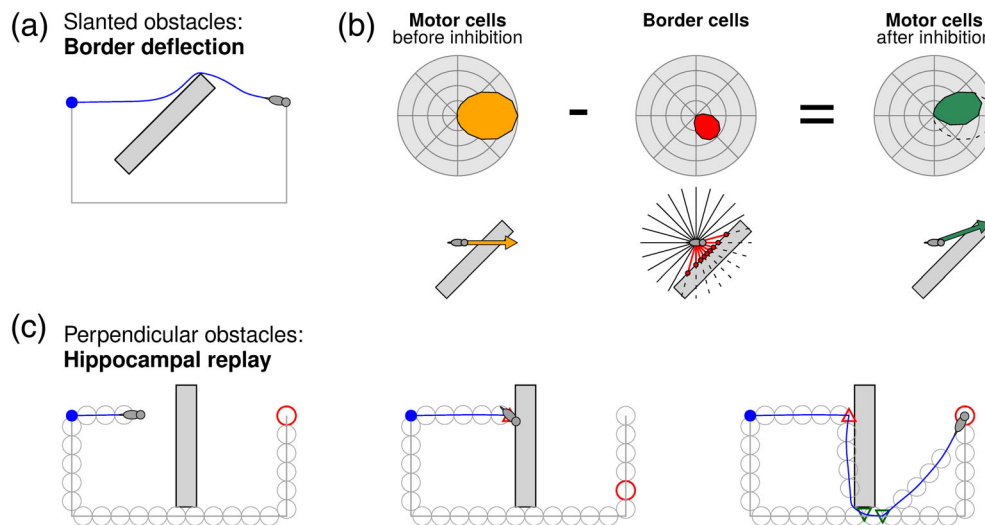 (a) Slanted obstacles:
Border deflection
(b) Motor cells
before inhibition
Border cells
Motor cells
after inhibition
(c) Perpendicular obstacles:
Hippocampal replay